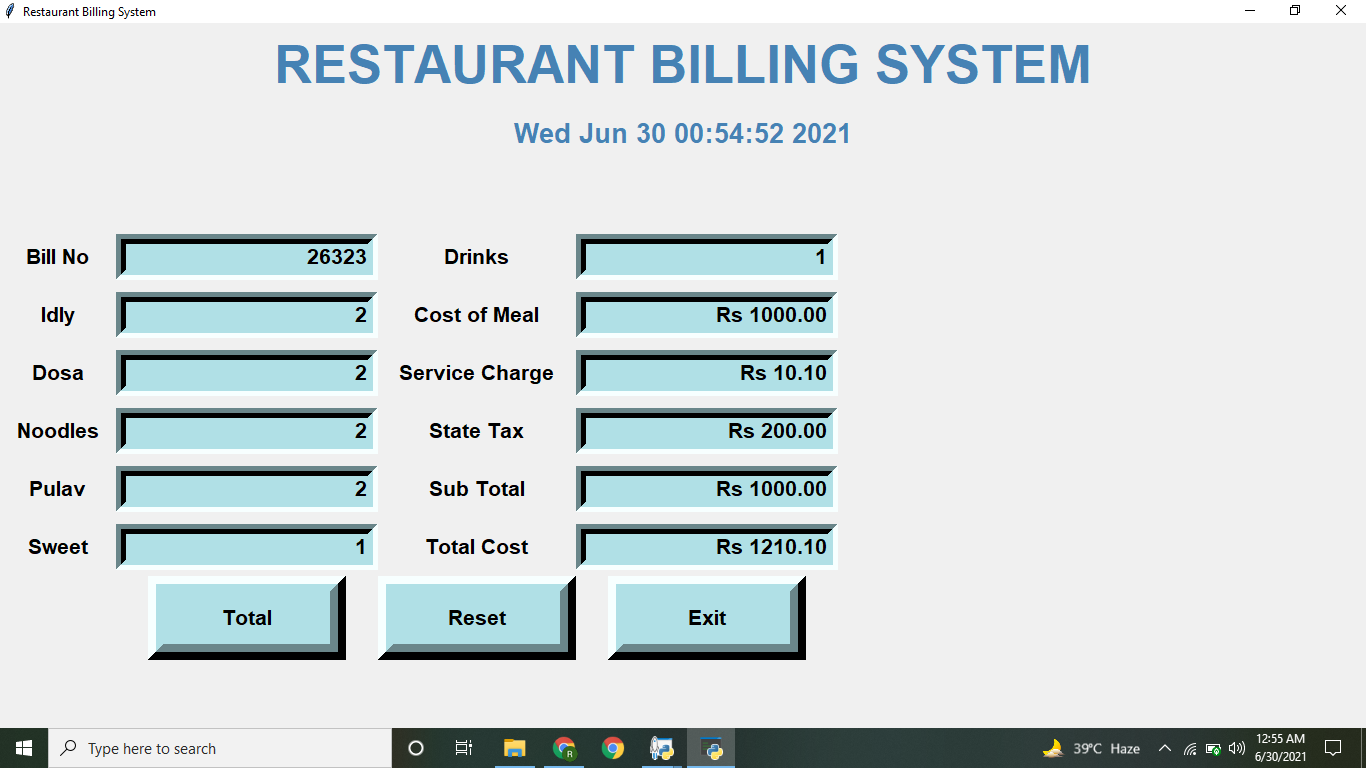 Restaurant Billing System
RESTAURANT BILLING SYSTEM
Wed Jun 30 00:54:52 2021
Bill No 26323 Drinks 1
Idly 2 Cost of Meal Rs 1000.00
Dosa 2 Service Charge Rs 10.10
Noodles 2 State Tax Rs 200.00
Pulav 2 Sub Total Rs 1000.00
Sweet 1 Total Cost Rs 1210.10
Total Reset Exit
Type here to search R 39°C Haze 12:55 AM
6/30/2021